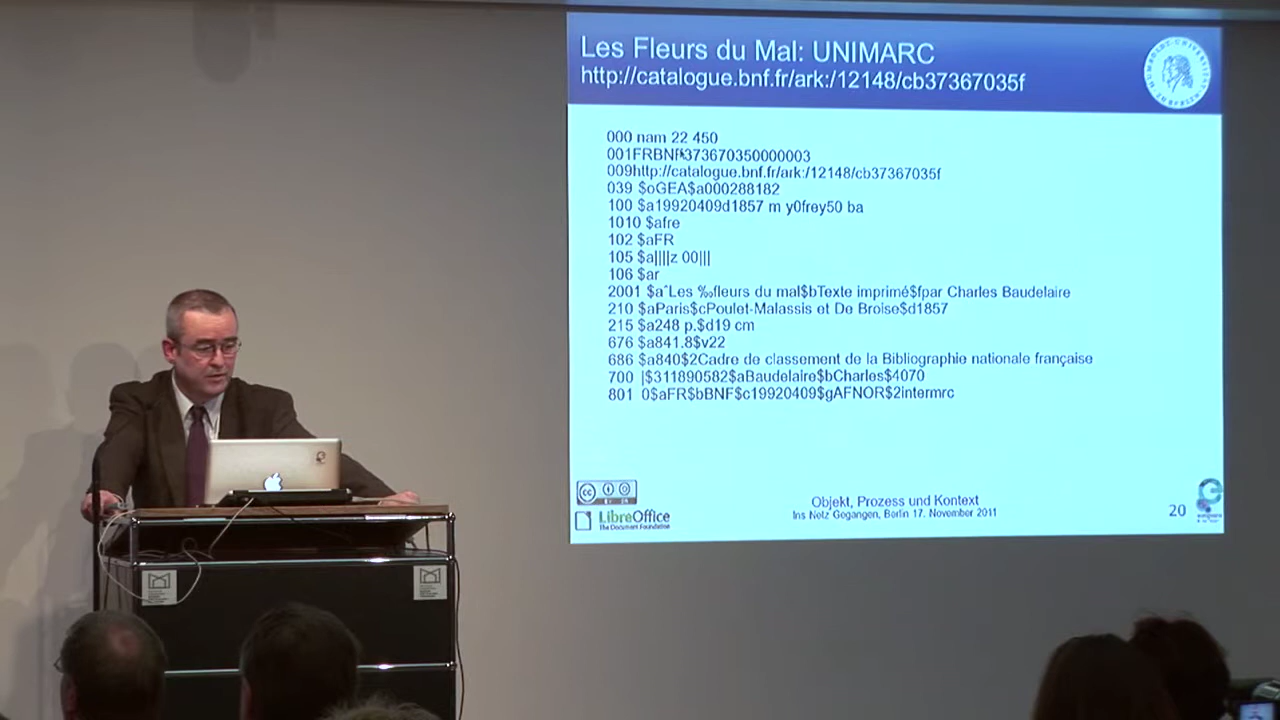 Les Fleurs du Mal: UNIMARC
http://catalogue.bnf.fr/ark:/12148/cb37367035f
000 nam 22 450
001FRBNF373670350000003
009http://catalogue.bnf.fr/ark:/12148/cb37367035f
039 $oGEA$a000288182
100 $a19920409d1857 m y0frey50 ba
1010 $afre
102 $aFR
105 $a||||z 00|||
106 $ar
2001 $aˆLes ‰fleurs du mal$bTexte imprimé$fpar Charles Baudelaire
210 $aParis$cPoulet-Malassis et De Broise$d1857
215 $a248 p.$d19 cm
676 $a841.8$v22
686 $a840$2Cadre de classement de la Bibliographie nationale française
700 |$311890582$aBaudelaire$bCharles$4070
801 0$aFR$bBNF$c19920409$gAFNOR$2intermrc
cc
BY
LibreOffice
The Document Foundation
Objekt, Prozess und Kontext
Ins Netz Gegangen, Berlin 17. November 2011
20